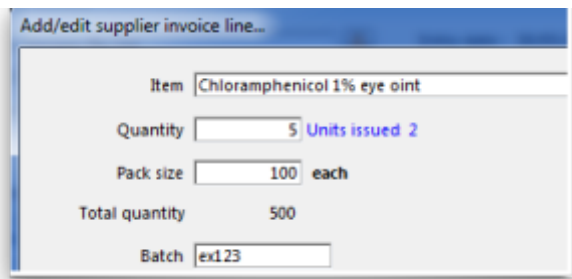 Add/edit supplier invoice line...
Item Chloramphenicol 1% eye oint
Quantity 5 Units issued 2
Pack size 100 each
Total quantity 500
Batch ex123